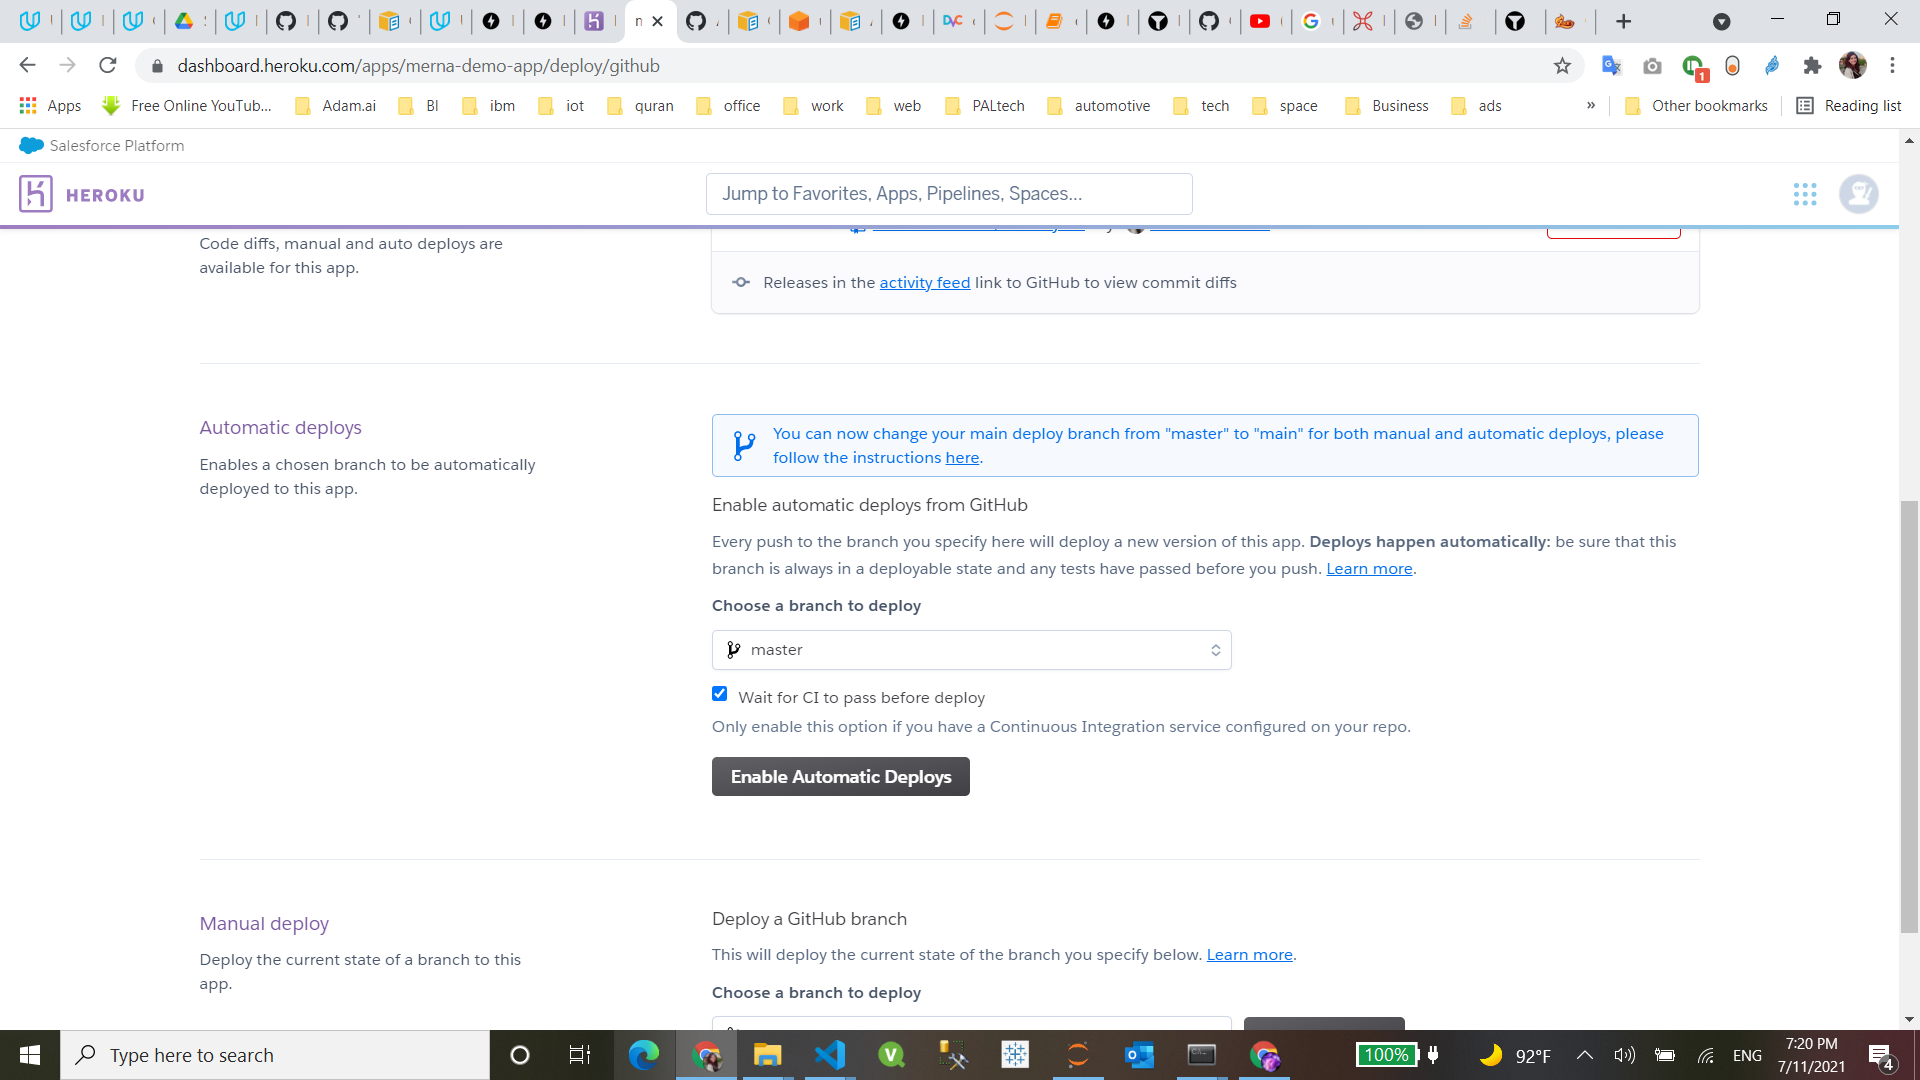 dashboard.heroku.com/apps/merna-demo-app/deploy/github
1
Apps
Free Online YouTub...
Adam.ai
BI
ibm
iot
quran
office
work
web
PALtech
automotive
tech
space
Business
ads
»
Other bookmarks
Reading list
Salesforce Platform
HEROKU
Jump to Favorites, Apps, Pipelines, Spaces...
Code diffs, manual and auto deploys are
available for this app.
Releases in the activity feed link to GitHub to view commit diffs
Automatic deploys
Enables a chosen branch to be automatically
deployed to this app.
You can now change your main deploy branch from "master" to "main" for both manual and automatic deploys, please
follow the instructions here.
Enable automatic deploys from GitHub
Every push to the branch you specify here will deploy a new version of this app. Deploys happen automatically: be sure that this
branch is always in a deployable state and any tests have passed before you push. Learn more.
Choose a branch to deploy
master
Wait for CI to pass before deploy
Only enable this option if you have a Continuous Integration service configured on your repo.
Enable Automatic Deploys
Manual deploy
Deploy the current state of a branch to this
app.
Deploy a GitHub branch
This will deploy the current state of the branch you specify below. Learn more.
Choose a branch to deploy
Type here to search
100%
92°F
ENG
7:20 PM
7/11/2021
4